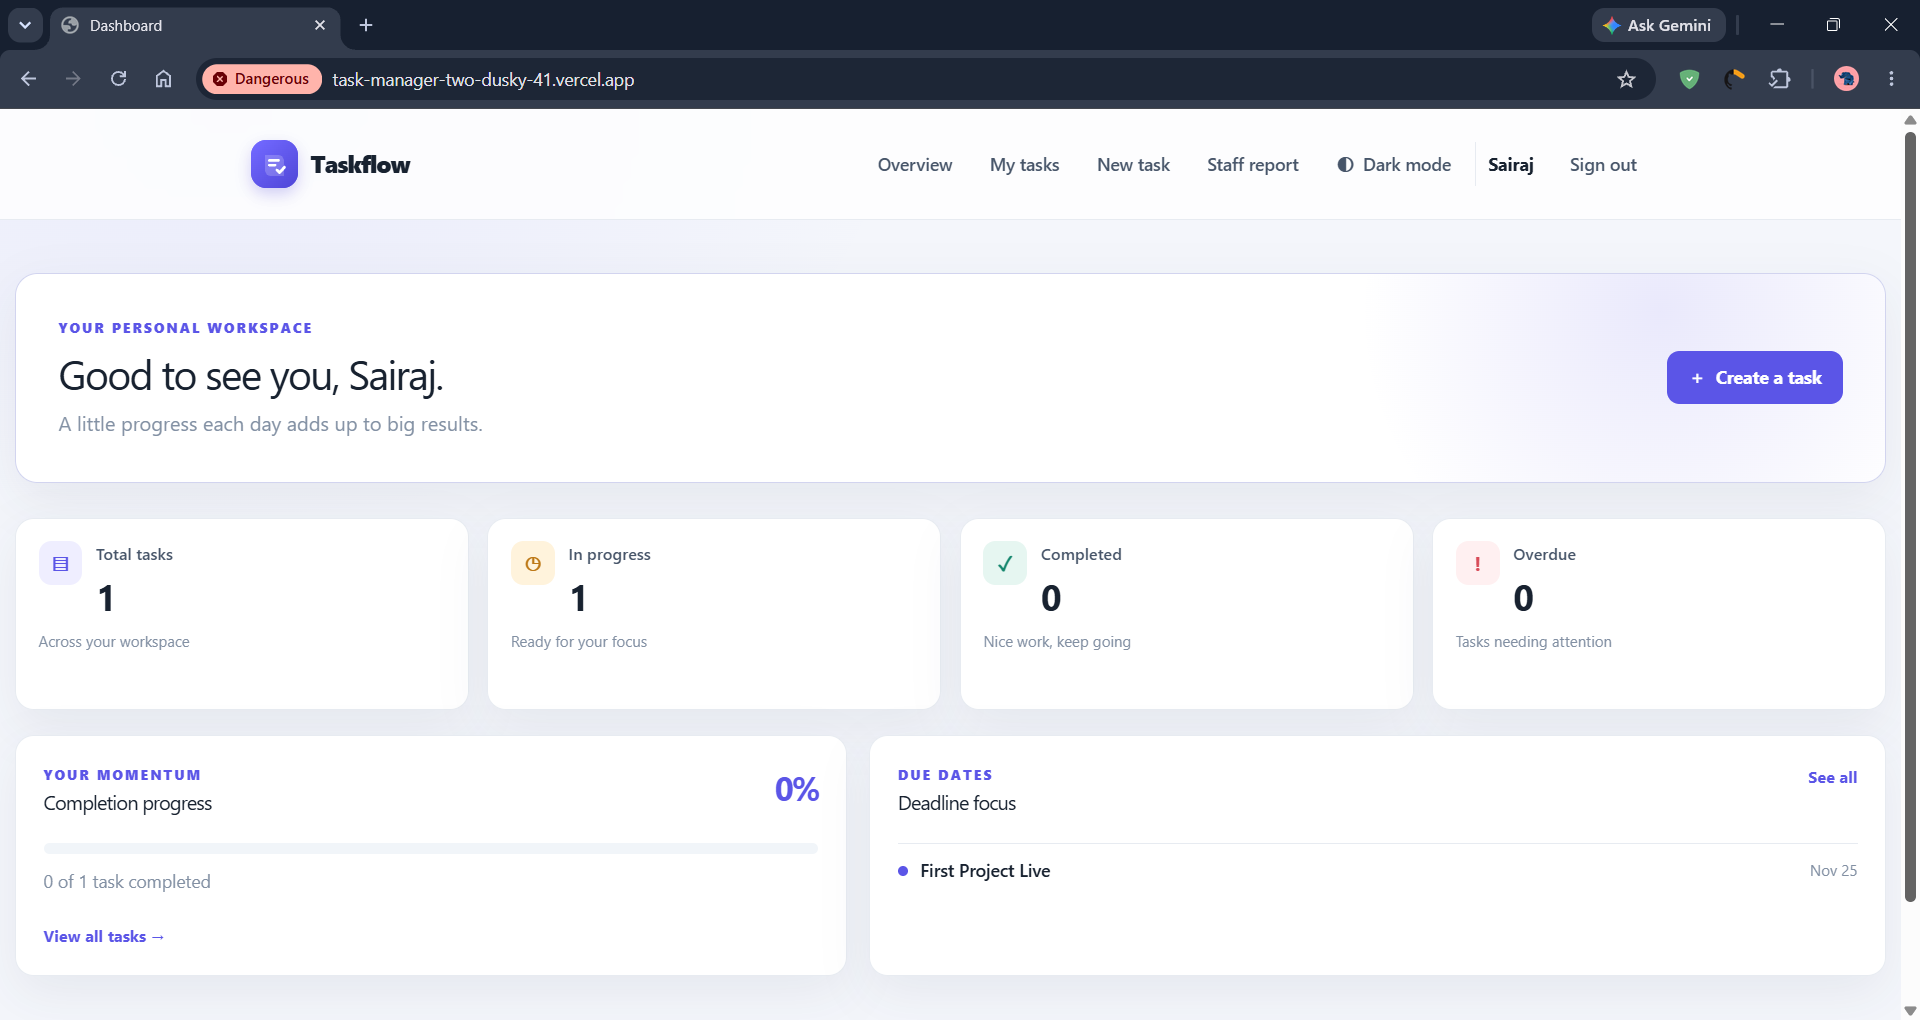 Dashboard
Ask Gemini
Dangerous
task-manager-two-dusky-41.vercel.app
Taskflow
Overview
My tasks
New task
Staff report
Dark mode
Sairaj
Sign out
YOUR PERSONAL WORKSPACE
Good to see you, Sairaj.
A little progress each day adds up to big results.
+ Create a task
Total tasks
1
Across your workspace
In progress
1
Ready for your focus
Completed
0
Nice work, keep going
Overdue
0
Tasks needing attention
YOUR MOMENTUM
Completion progress
0%
0 of 1 task completed
View all tasks →
DUE DATES
Deadline focus
See all
First Project Live
Nov 25